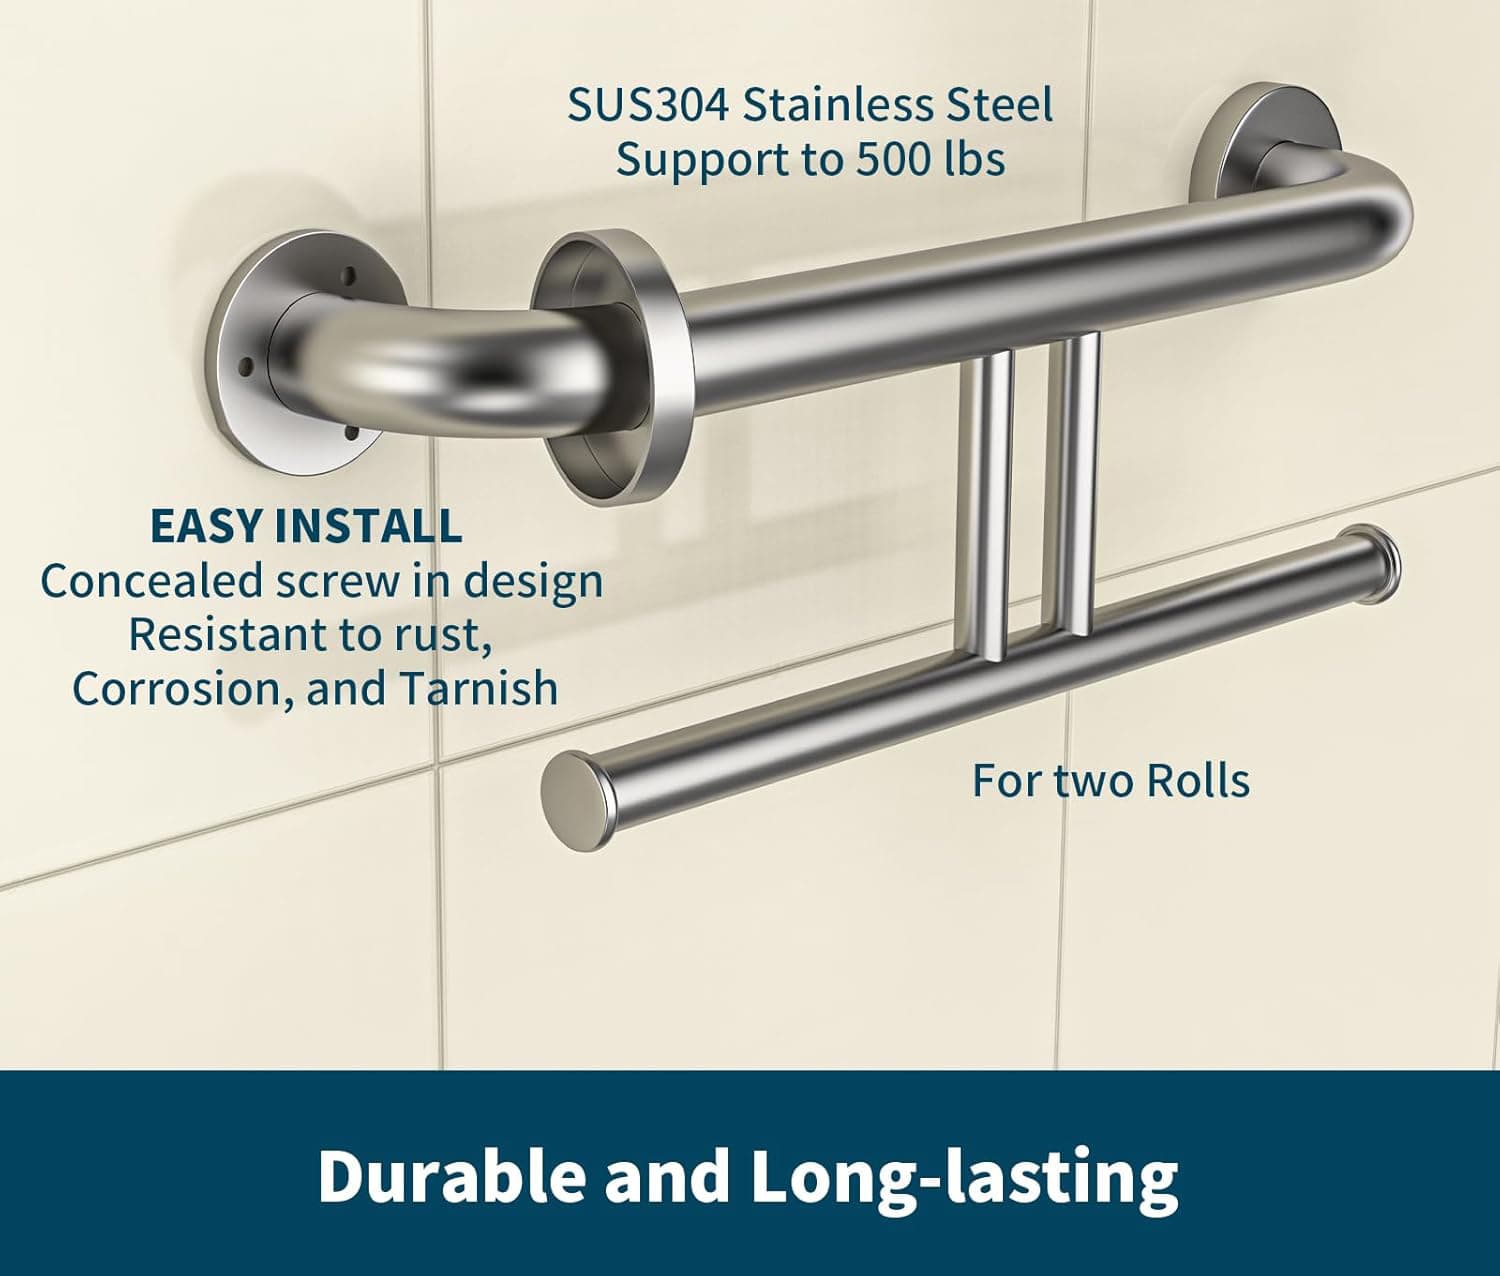 SUS304 Stainless Steel
Support to 500 lbs
EASY INSTALL
Concealed screw in design
Resistant to rust,
Corrosion, and Tarnish
For two Rolls
Durable and Long-lasting